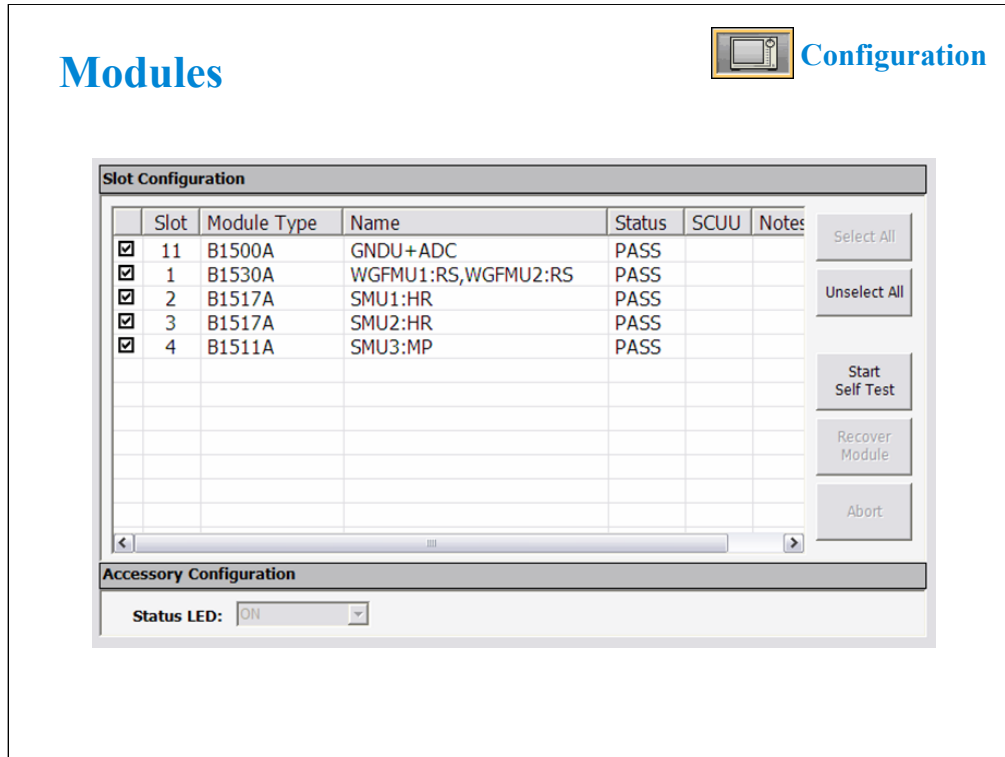 Modules
Configuration
Slot Configuration
Slot Module Type Name Status SCUU Notes
11 B1500A GNDU+ADC PASS
1 B1530A WGFMU1:RS,WGFMU2:RS PASS
2 B1517A SMU1:HR PASS
3 B1517A SMU2:HR PASS
4 B1511A SMU3:MP PASS
Select All
Unselect All
Start
Self Test
Recover
Module
Abort
Accessory Configuration
Status LED: ON